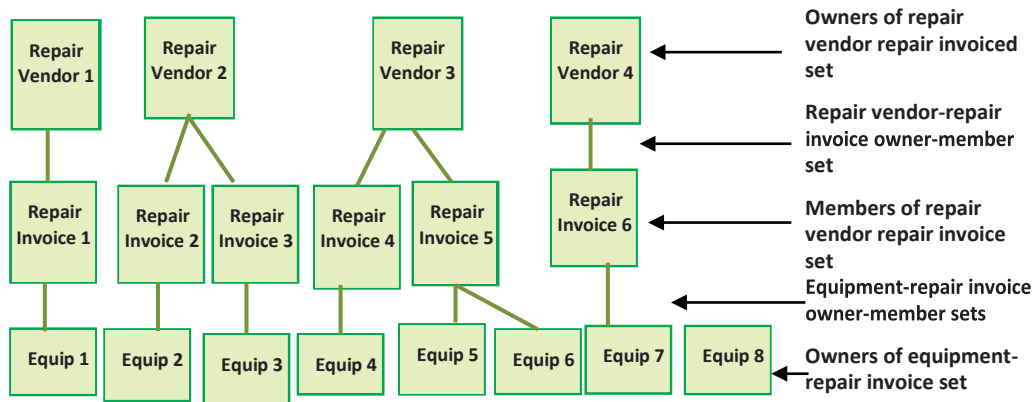 Repair
Vendor 1
Repair
Vendor 2
Repair
Vendor 3
Repair
Vendor 4
Owners of repair
vendor repair invoiced
set
Repair vendor-repair
invoice owner-member
set
Repair
Invoice 1
Repair
Invoice 2
Repair
Invoice 3
Repair
Invoice 4
Repair
Invoice 5
Repair
Invoice 6
Members of repair
vendor repair invoice
set
Equipment-repair invoice
owner-member sets
Equip 1
Equip 2
Equip 3
Equip 4
Equip 5
Equip 6
Equip 7
Equip 8
Owners of equipment-
repair invoice set